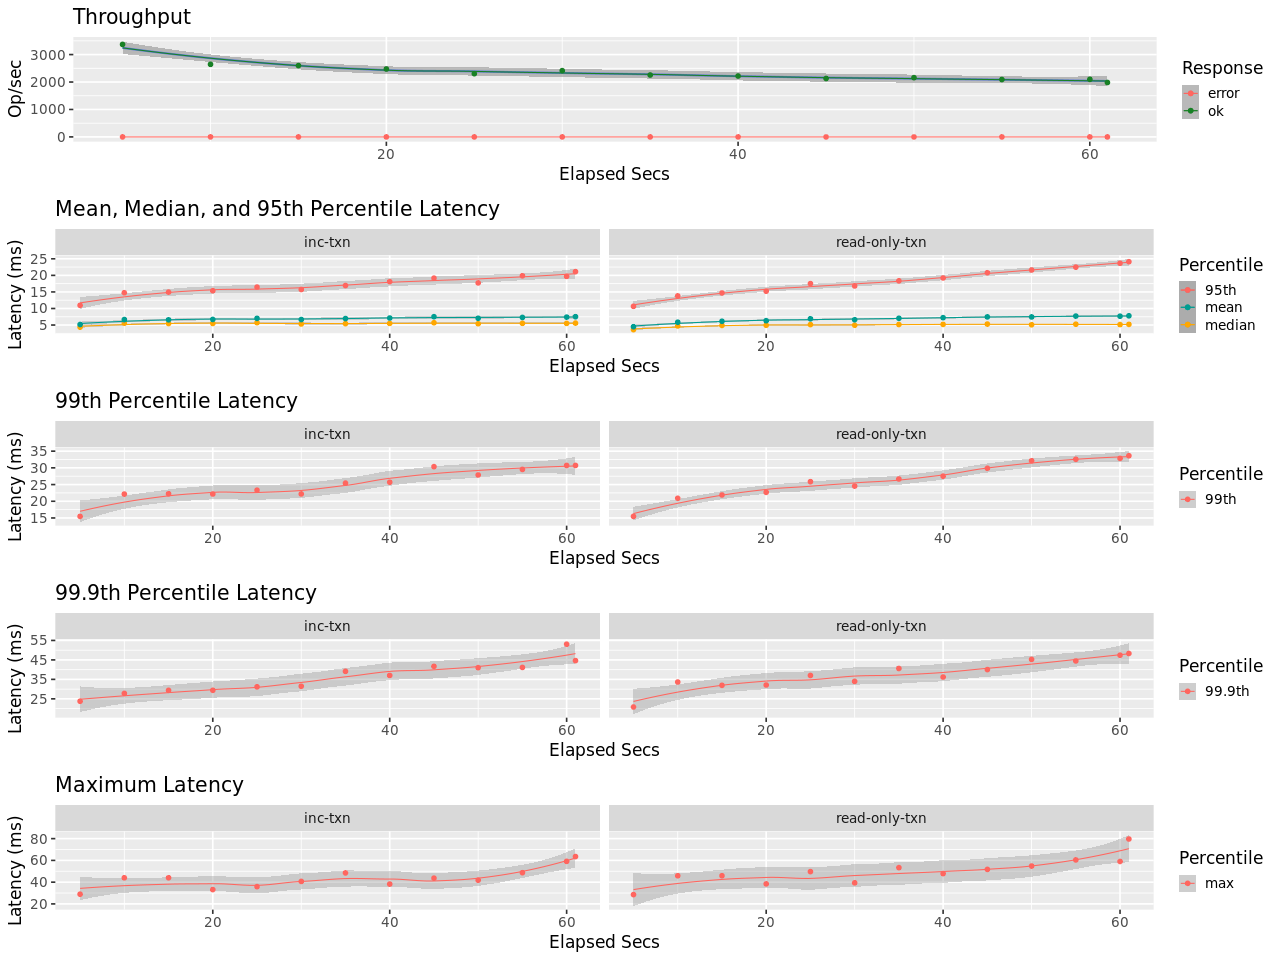 Throughput
Op/sec
3000
2000
1000
0
20 40 60
Elapsed Secs
Response
error
ok
Mean, Median, and 95th Percentile Latency
inc-txn read-only-txn
Latency (ms)
25
20
15
10
5
20 40 60 20 40 60
Elapsed Secs
Percentile
95th
mean
median
99th Percentile Latency
inc-txn read-only-txn
Latency (ms)
35
30
25
20
15
20 40 60 20 40 60
Elapsed Secs
Percentile
99th
99.9th Percentile Latency
inc-txn read-only-txn
Latency (ms)
55
45
35
25
20 40 60 20 40 60
Elapsed Secs
Percentile
99.9th
Maximum Latency
inc-txn read-only-txn
Latency (ms)
80
60
40
20
20 40 60 20 40 60
Elapsed Secs
Percentile
max